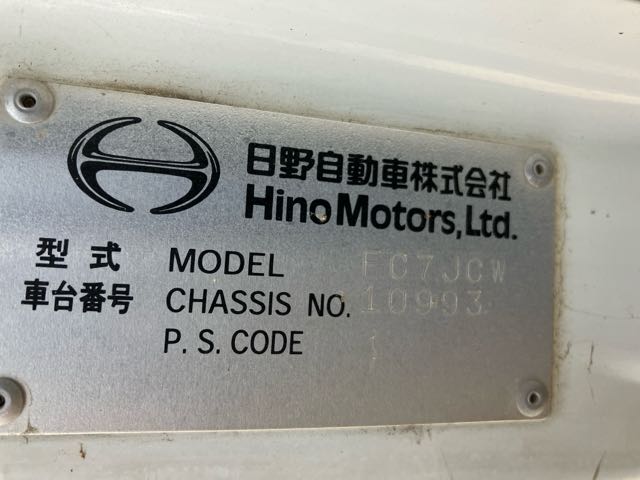 日野自動車株式会社
Hino Motors, Ltd.
型式 MODEL FC7JCW
車台番号 CHASSIS NO. 10993
P. S. CODE 1